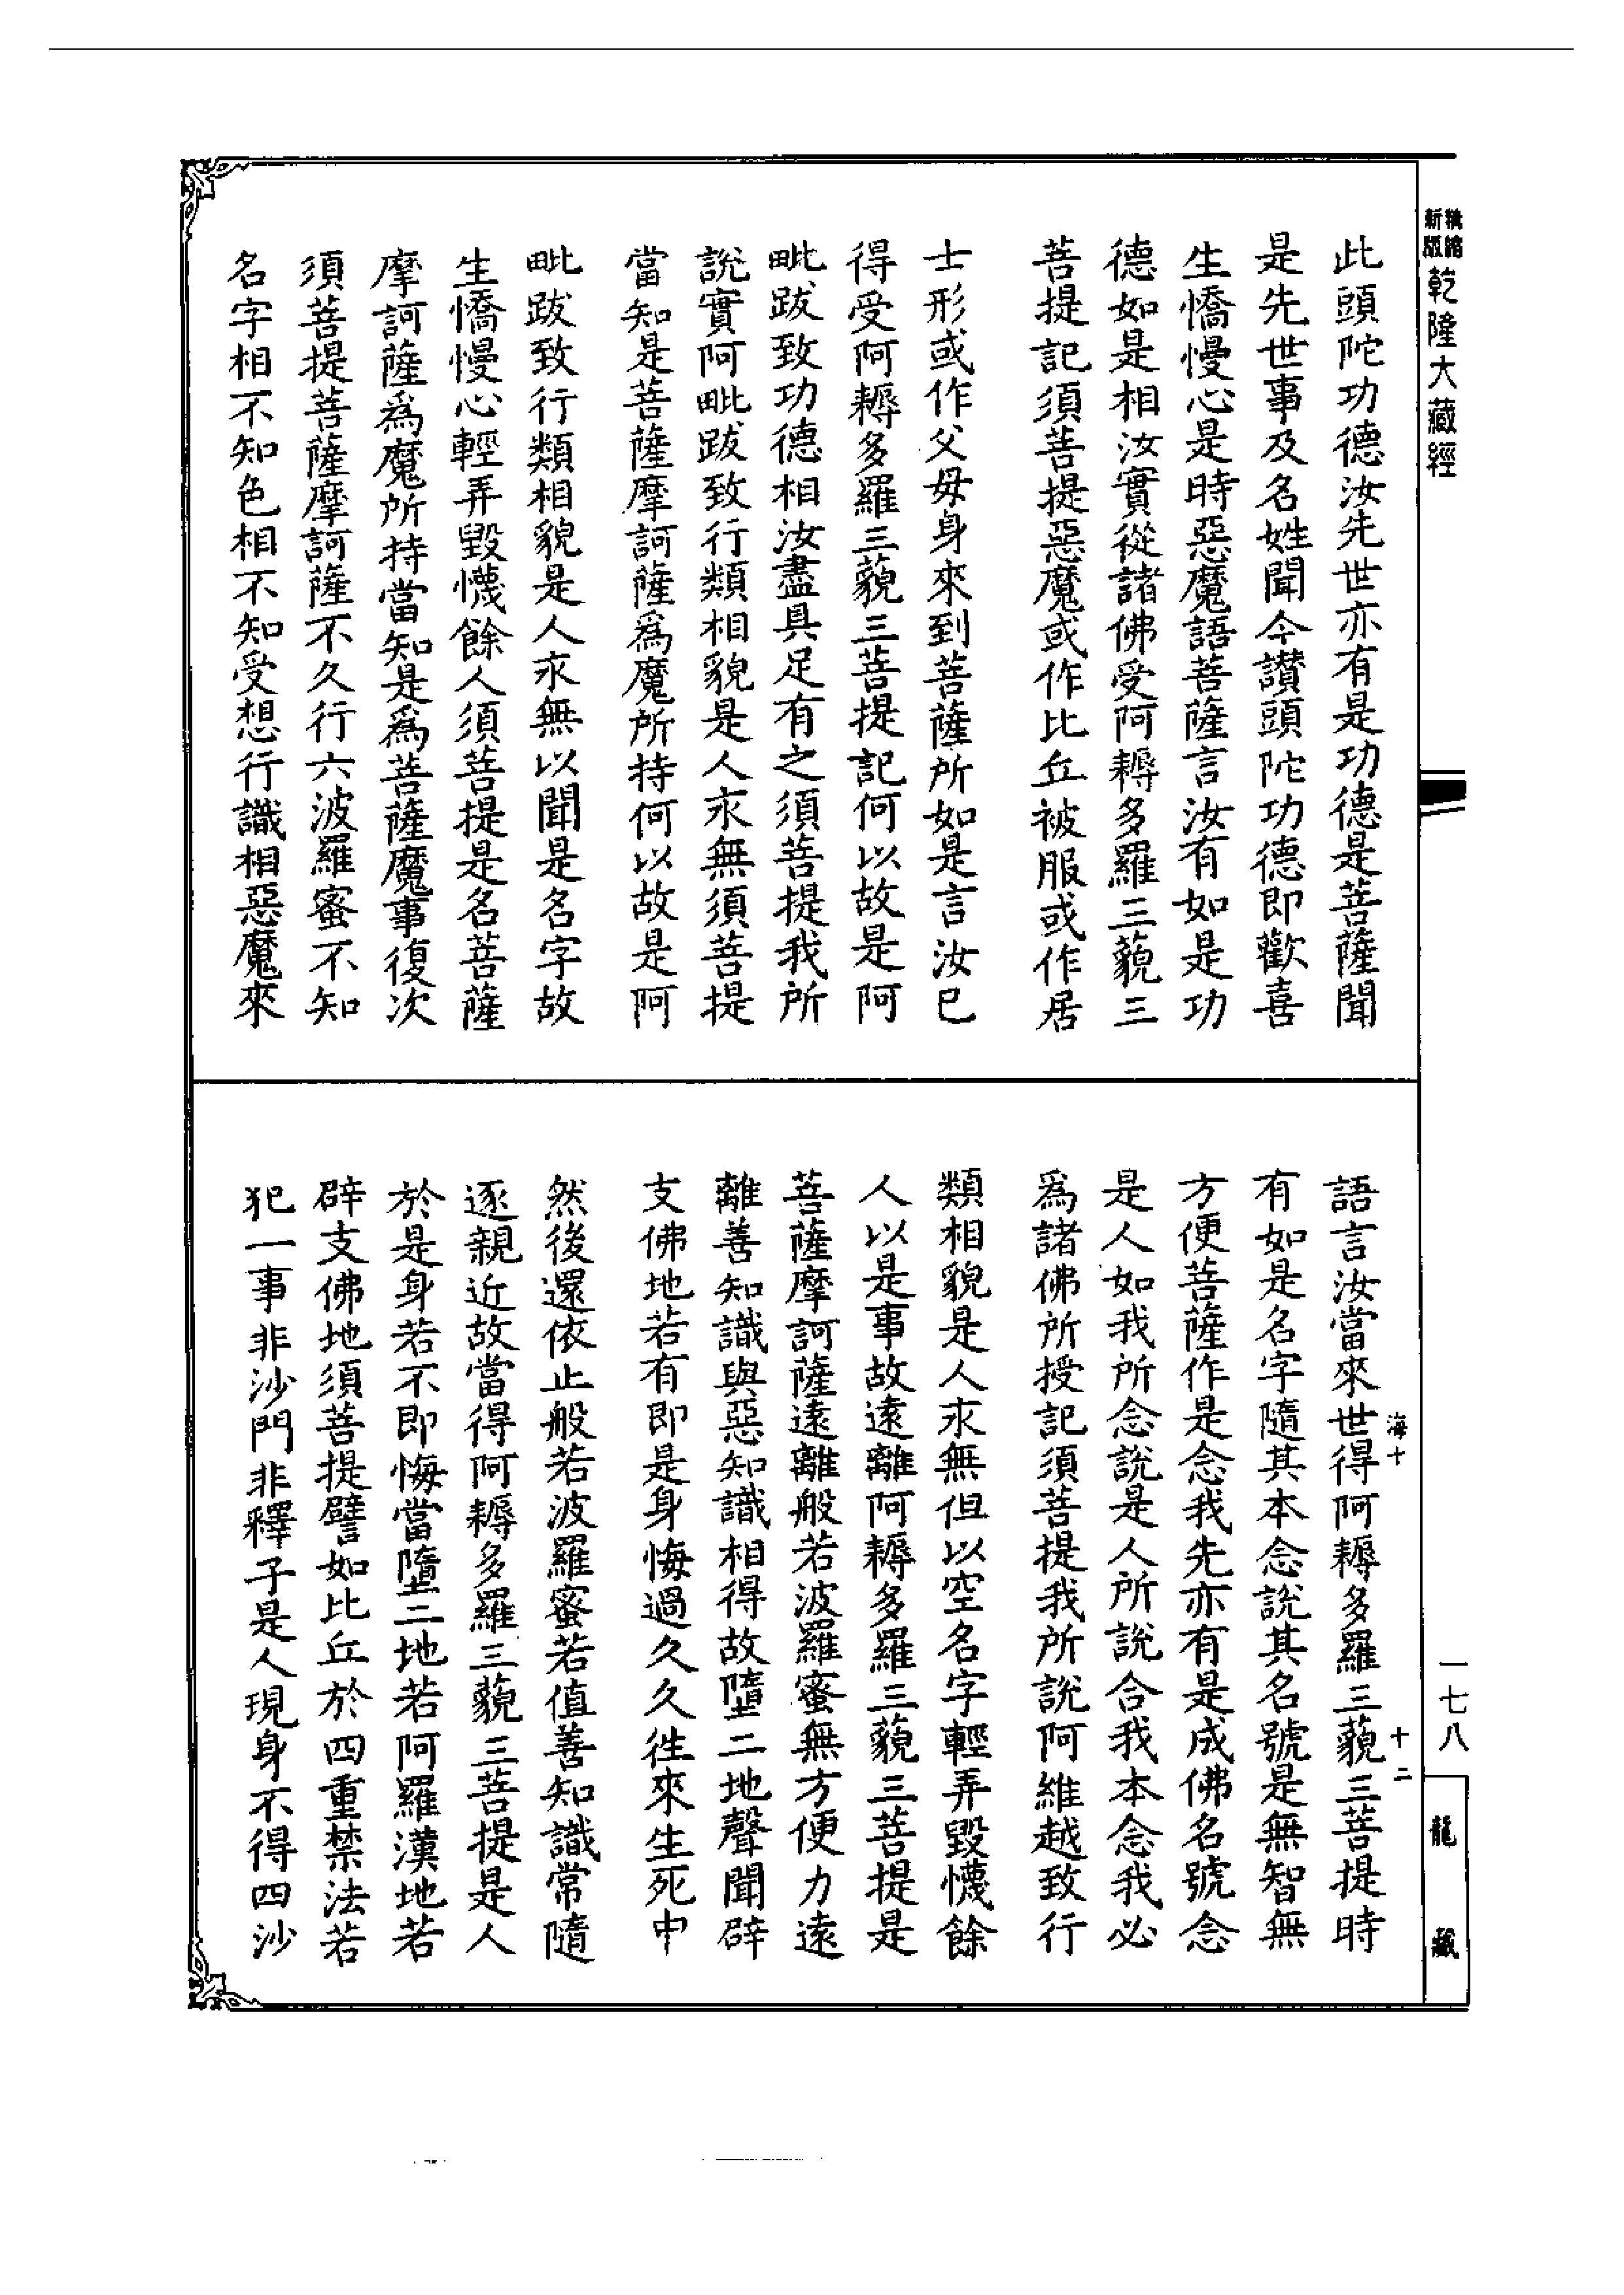 精縮新版乾隆大藏經
此頭陀功德汝先世亦有是功德是菩薩聞
是先世事及名姓聞今讃頭陀功德即歡喜
生憍慢心是時惡魔語菩薩言汝有如是功
德如是相汝實從諸佛受阿耨多羅三藐三
菩提記須菩提惡魔或作比丘被服或作居
士形或作父母身來到菩薩所如是言汝已
得受阿耨多羅三藐三菩提記何以故是阿
毗跋致功德相汝盡具足有之須菩提我所
說實阿毗跋致行類相貌是人永無須菩提
當知是菩薩摩訶薩爲魔所持何以故是阿
毗跋致行類相貌是人永無以聞是名字故
生憍慢心輕弄毀懱餘人須菩提是名菩薩
摩訶薩爲魔所持當知是爲菩薩魔事復次
須菩提菩薩摩訶薩不久行六波羅蜜不知
名字相不知色相不知受想行識相惡魔來
語言汝當來世得阿耨多羅三藐三菩提時
有如是名字隨其本念說其名號是無智無
方便菩薩作是念我先亦有是成佛名號念
是人如我所念說是人所說合我本念我必
爲諸佛所授記須菩提我所說阿維越致行
類相貌是人永無但以空名字輕弄毀懱餘
人以是事故遠離阿耨多羅三藐三菩提是
菩薩摩訶薩遠離般若波羅蜜無方便力遠
離善知識與惡知識相得故墮二地聲聞辟
支佛地若有即是身悔過久久往來生死中
然後還依止般若波羅蜜若值善知識常隨
逐親近故當得阿耨多羅三藐三菩提是人
於是身若不即悔當墮二地若阿羅漢地若
辟支佛地須菩提譬如比丘於四重禁法若
犯一事非沙門非釋子是人現身不得四沙
海十
十二
一七八
龍藏